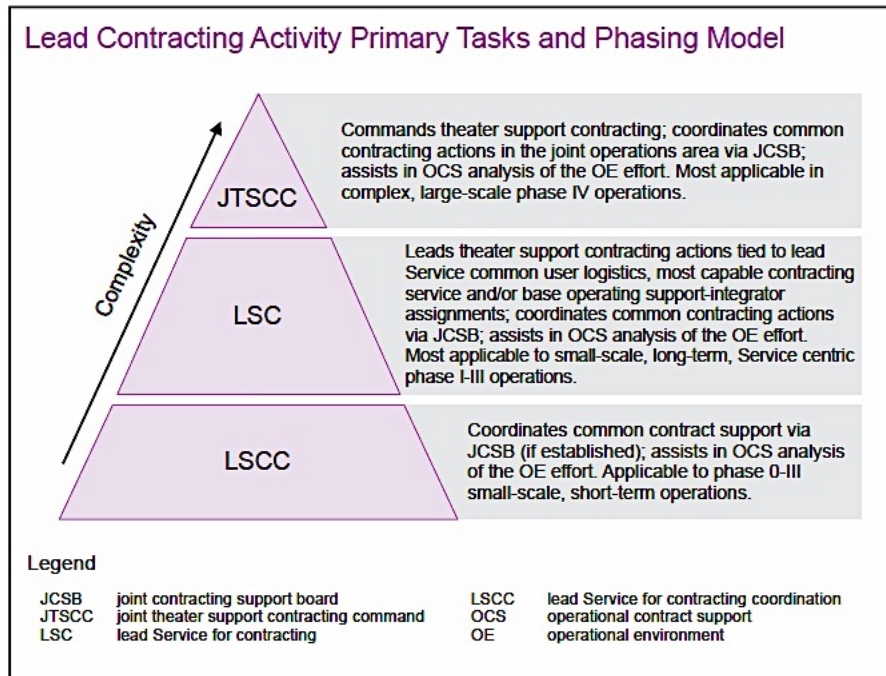 Lead Contracting Activity Primary Tasks and Phasing Model
Complexity
JTSCC
Commands theater support contracting; coordinates common
contracting actions in the joint operations area via JCSB;
assists in OCS analysis of the OE effort. Most applicable in
complex, large-scale phase IV operations.
LSC
Leads theater support contracting actions tied to lead
Service common user logistics, most capable contracting
service and/or base operating support-integrator
assignments; coordinates common contracting actions
via JCSB; assists in OCS analysis of the OE effort.
Most applicable to small-scale, long-term, Service centric
phase I-III operations.
LSCC
Coordinates common contract support via
JCSB (if established); assists in OCS analysis
of the OE effort. Applicable to phase 0-III
small-scale, short-term operations.
Legend
JCSB joint contracting support board
JTSCC joint theater support contracting command
LSC lead Service for contracting
LSCC lead Service for contracting coordination
OCS operational contract support
OE operational environment